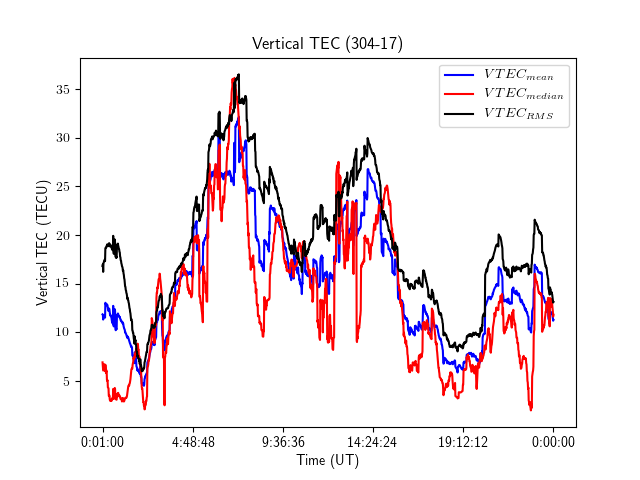 Vertical TEC (304-17)
VTEC_mean
VTEC_median
VTEC_RMS
Vertical TEC (TECU)
35
30
25
20
15
10
5
0:01:00 4:48:48 9:36:36 14:24:24 19:12:12 0:00:00
Time (UT)